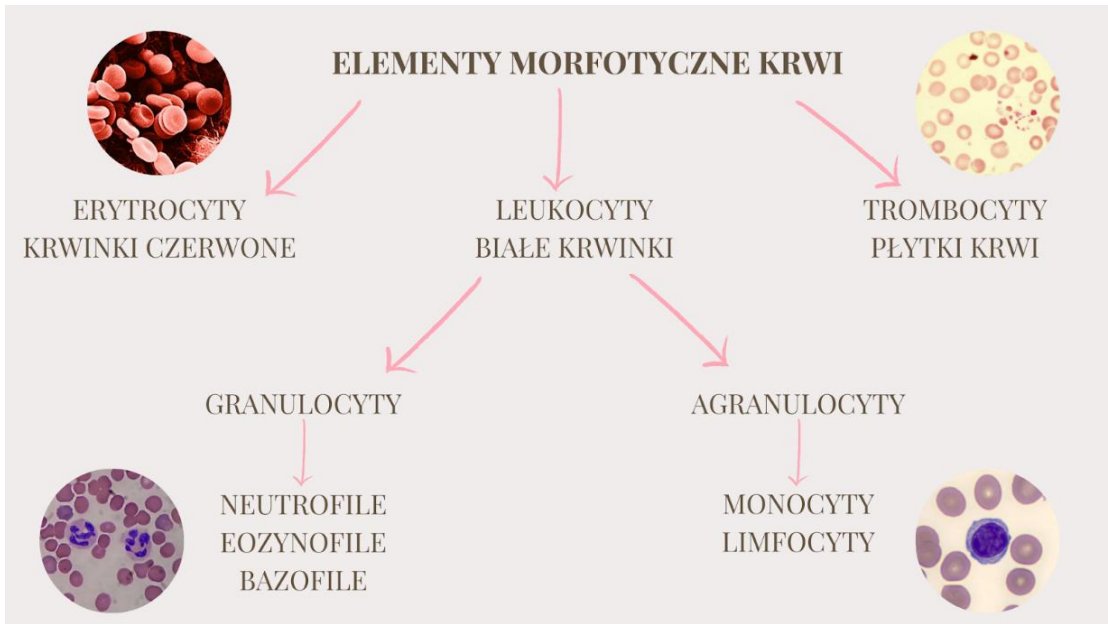 ELEMENTY MORFOTYCZNE KRWI
ERYTROCYTY
KRWINKI CZERWONE
LEUKOCYTY
BIAŁE KRWINKI
TROMBOCYTY
PŁYTKI KRWI
GRANULOCYTY
AGRANULOCYTY
NEUTROFILE
EOZYNOFILE
BAZOFILE
MONOCYTY
LIMFOCYTY